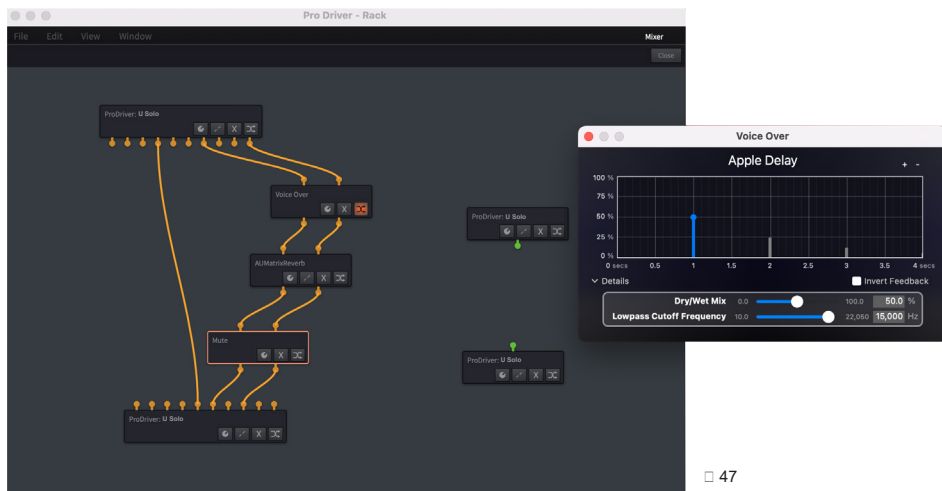 Pro Driver - Rack
File Edit View Window Mixer
Close
ProDriver: U Solo
X
Voice Over
X
AUMatrixReverb
X
Mute
X
ProDriver: U Solo
X
ProDriver: U Solo
X
ProDriver: U Solo
X
Voice Over
Apple Delay
+ -
100 %
75 %
50 %
25 %
0 %
0 secs 0.5 1 1.5 2 2.5 3 3.5 4 secs
Details Invert Feedback
Dry/Wet Mix 0.0 100.0 50.0 %
Lowpass Cutoff Frequency 10.0 22,050 15,000 Hz
47